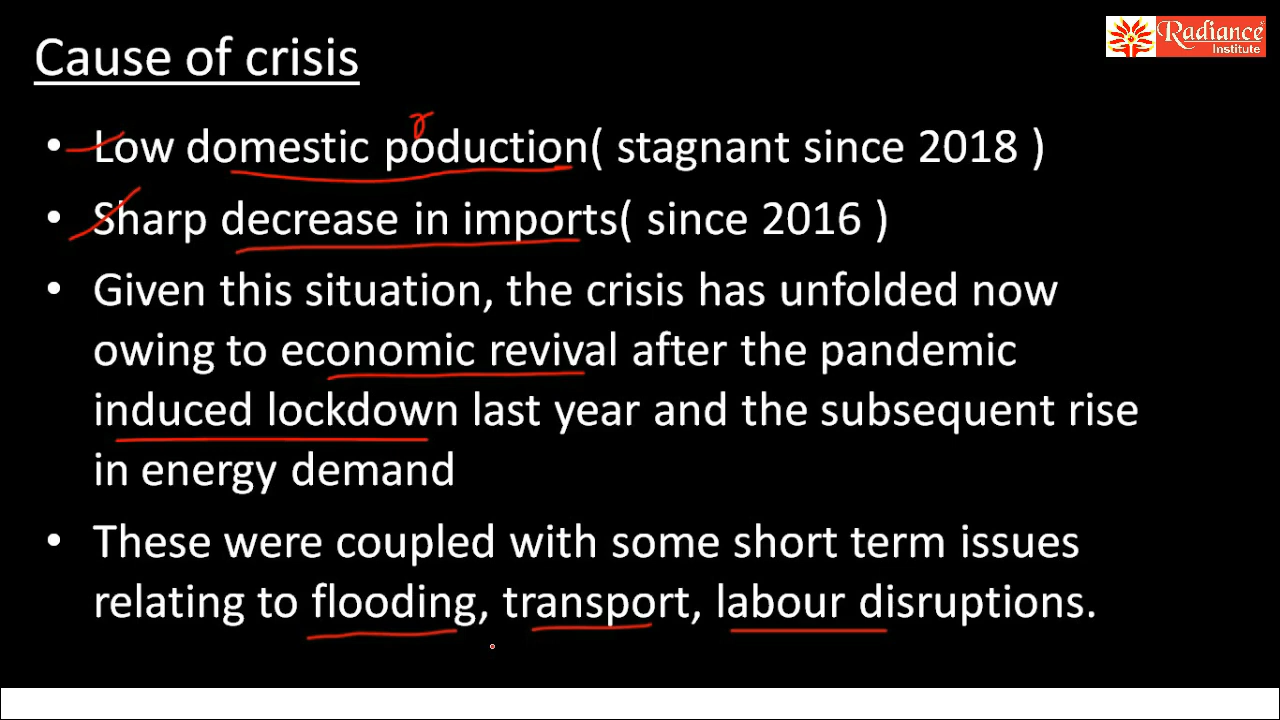 Cause of crisis
Radiance
Institute
• Low domestic poduction( stagnant since 2018 )
r
• Sharp decrease in imports( since 2016 )
• Given this situation, the crisis has unfolded now
owing to economic revival after the pandemic
induced lockdown last year and the subsequent rise
in energy demand
• These were coupled with some short term issues
relating to flooding, transport, labour disruptions.